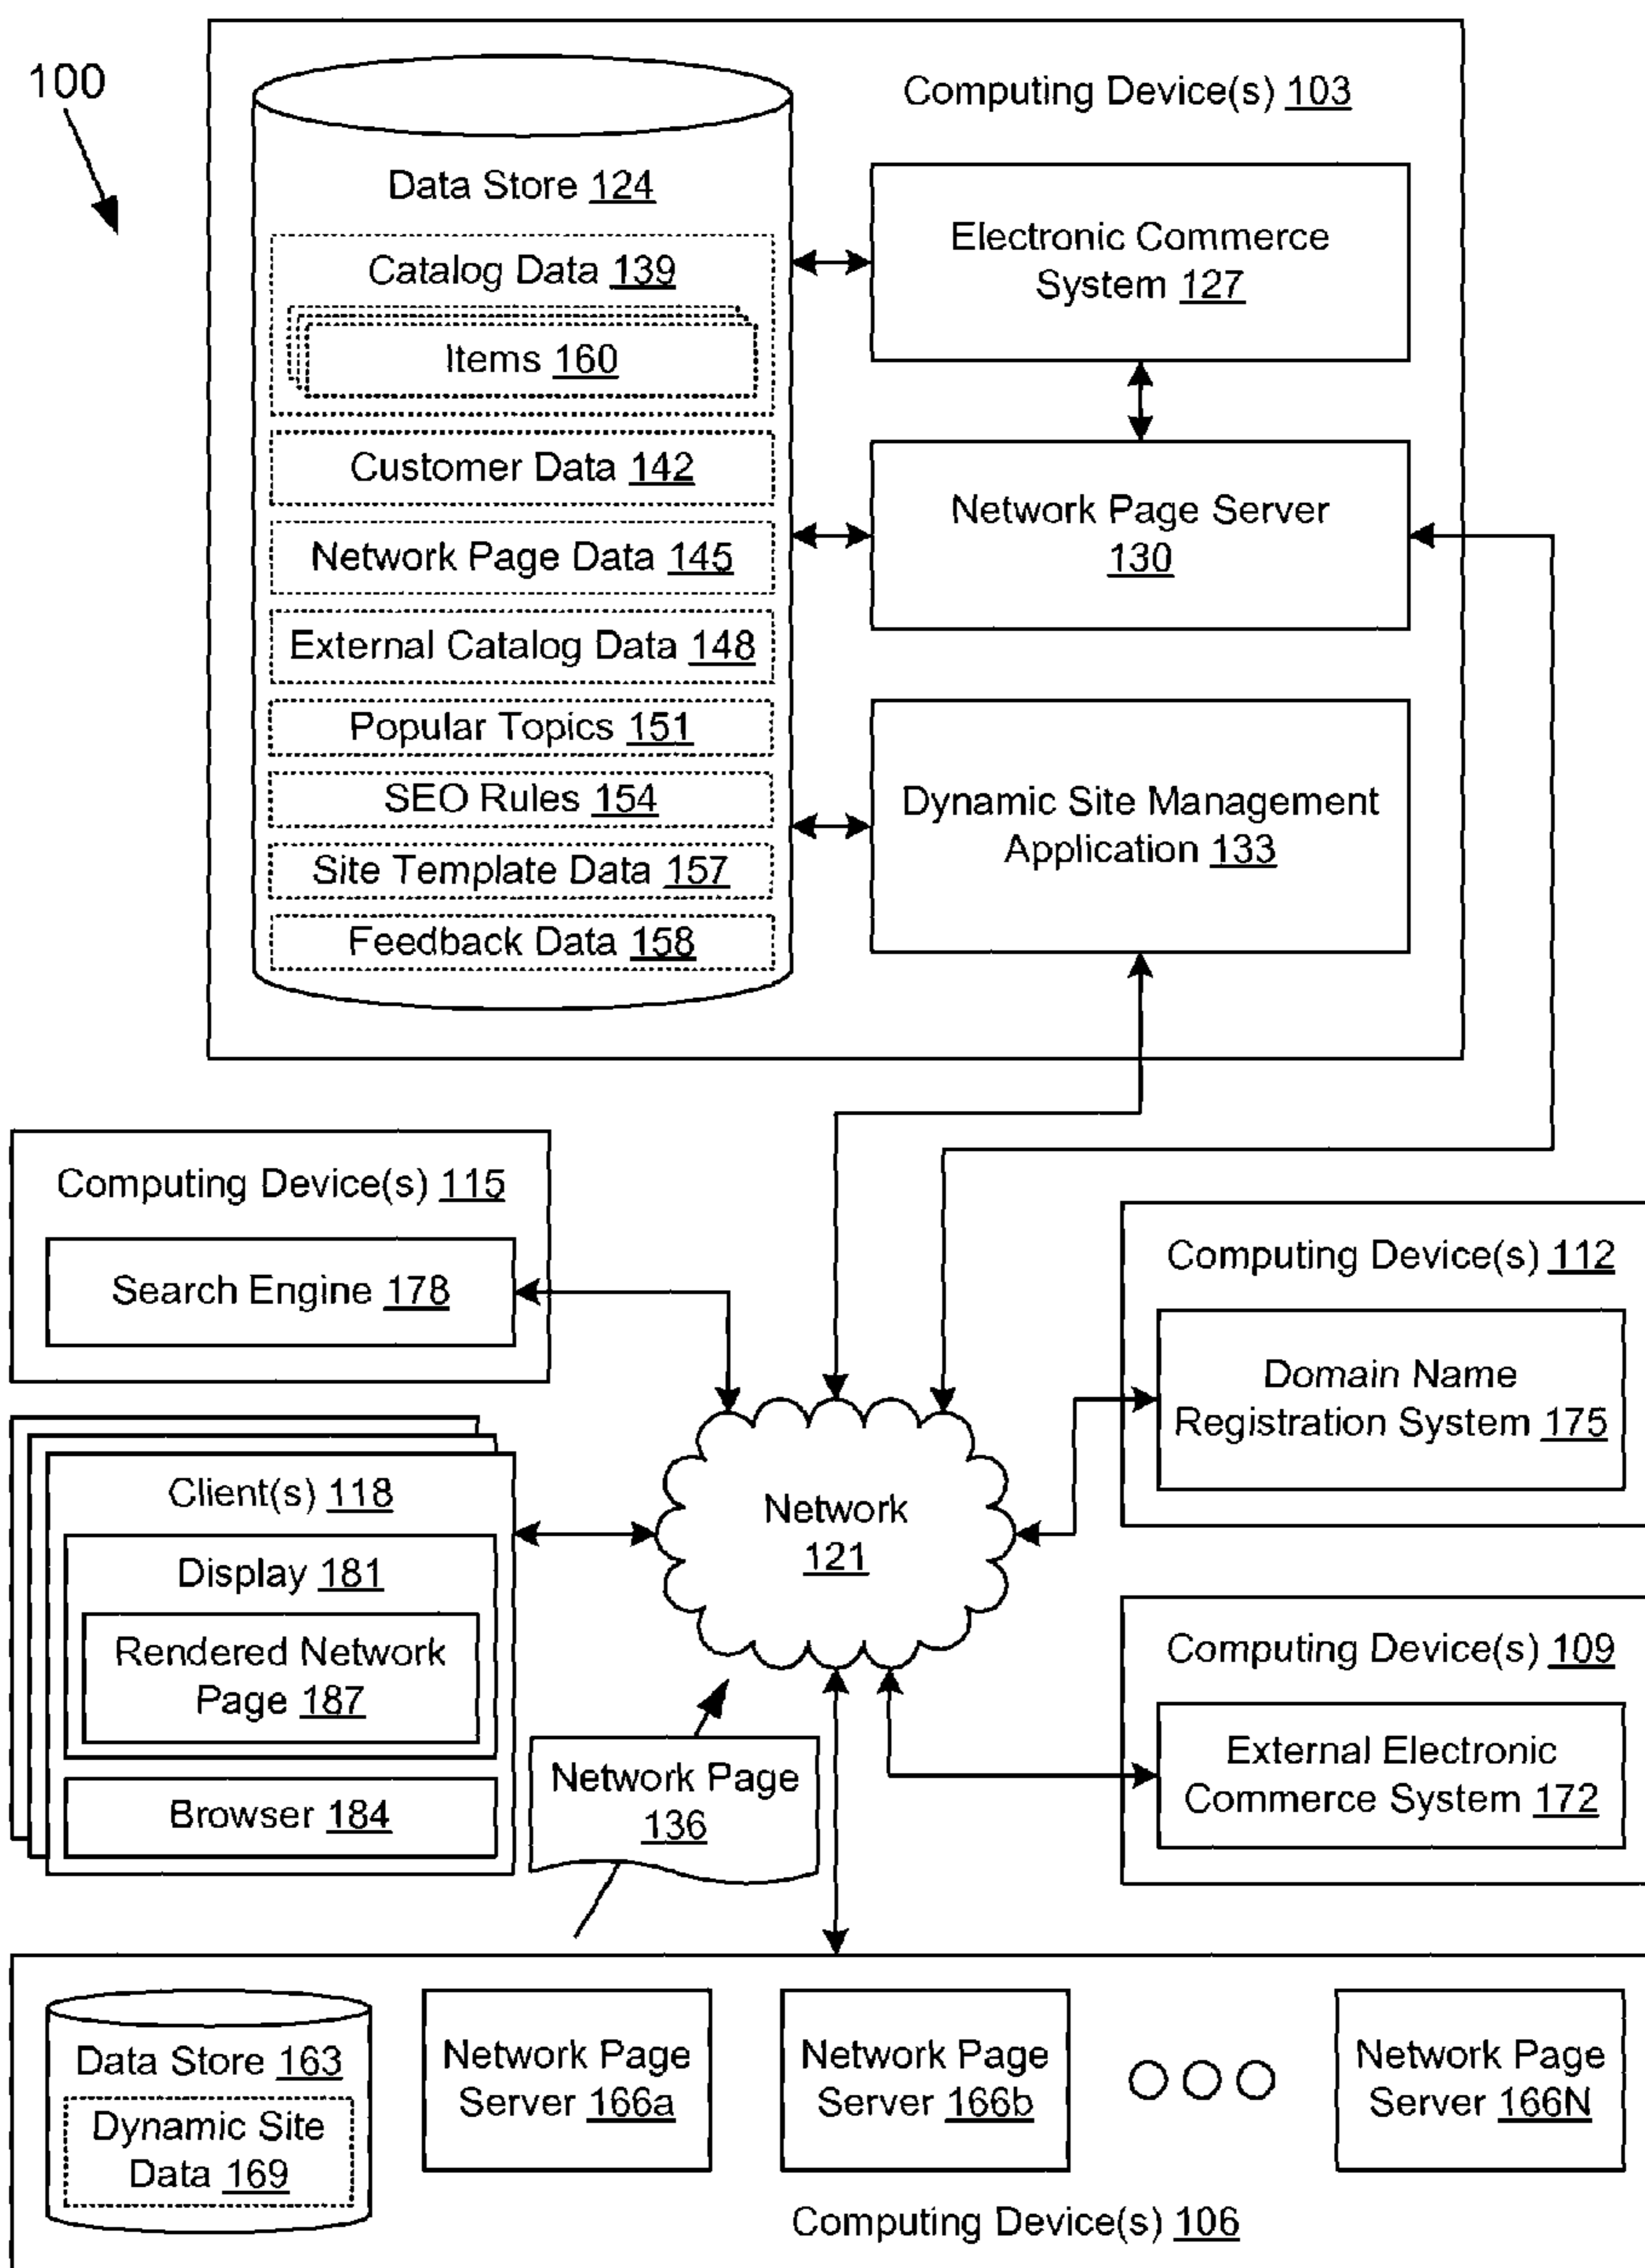 100
Computing Device(s) 103
Data Store 124
Catalog Data 139
Items 160
Customer Data 142
Network Page Data 145
External Catalog Data 148
Popular Topics 151
SEO Rules 154
Site Template Data 157
Feedback Data 158
Electronic Commerce
System 127
Network Page Server
130
Dynamic Site Management
Application 133
Computing Device(s) 115
Search Engine 178
Computing Device(s) 112
Domain Name
Registration System 175
Client(s) 118
Display 181
Rendered Network
Page 187
Browser 184
Network
121
Computing Device(s) 109
External Electronic
Commerce System 172
Network Page
136
Data Store 163
Dynamic Site
Data 169
Network Page
Server 166a
Network Page
Server 166b
Network Page
Server 166N
Computing Device(s) 106